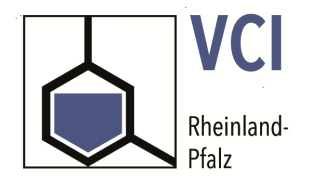 VCI
Rheinland-
Pfalz